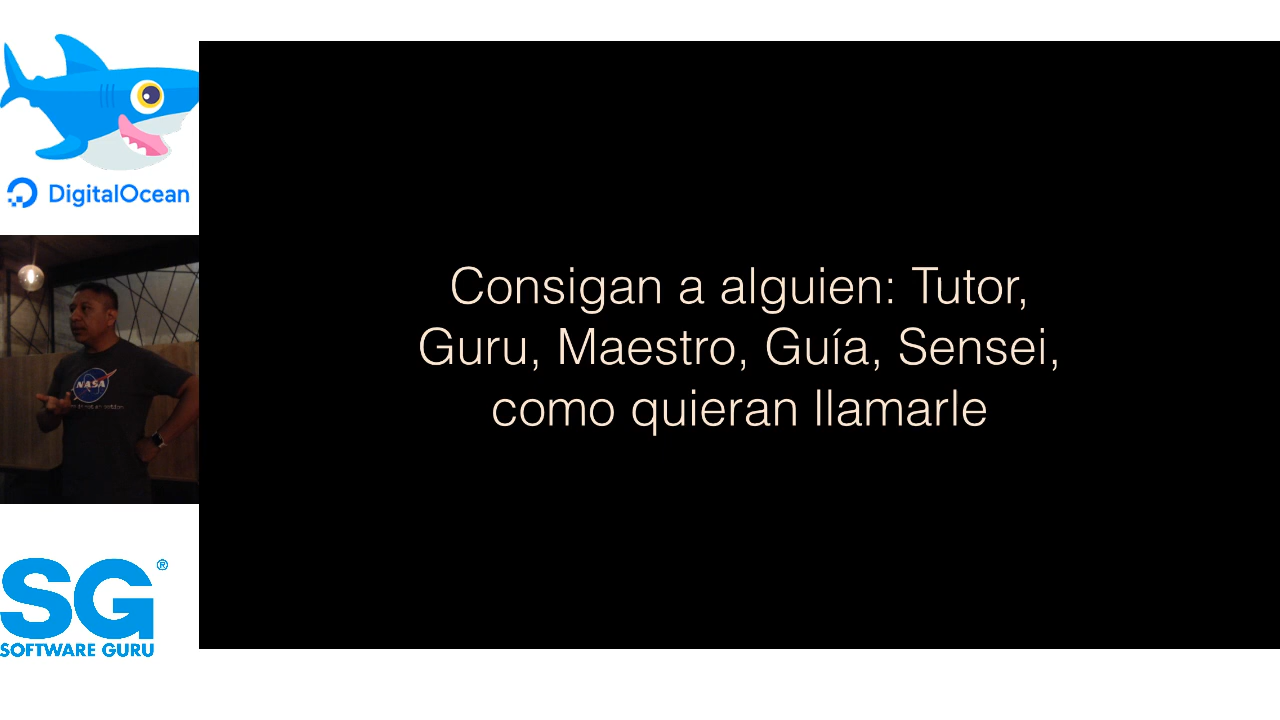 DigitalOcean
NASA
SG®
SOFTWARE GURU
Consigan a alguien: Tutor,
Guru, Maestro, Guía, Sensei,
como quieran llamarle